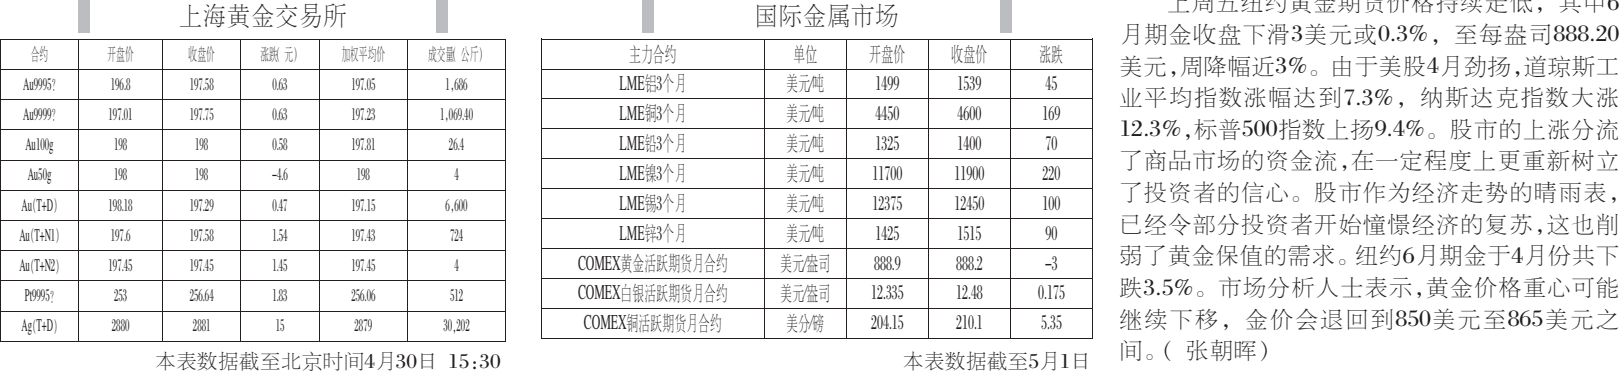 上海黄金交易所
合约 开盘价 收盘价 涨跌( 元) 加权平均价 成交量( 公斤)
Au9995? 196.8 197.58 0.63 197.05 1,686
Au9999? 197.01 197.75 0.63 197.23 1,069.40
Au100g 198 198 0.58 197.81 26.4
Au50g 198 198 -4.6 198 4
Au(T+D) 198.18 197.29 0.47 197.15 6,600
Au(T+N1) 197.6 197.58 1.54 197.43 724
Au(T+N2) 197.45 197.45 1.45 197.45 4
Pt9995? 253 256.64 1.83 256.06 512
Ag(T+D) 2880 2881 15 2879 30,202
本表数据截至北京时间4月30日 15:30
国际金属市场
主力合约 单位 开盘价 收盘价 涨跌
LME铝3个月 美元/吨 1499 1539 45
LME铜3个月 美元/吨 4450 4600 169
LME铅3个月 美元/吨 1325 1400 70
LME镍3个月 美元/吨 11700 11900 220
LME锡3个月 美元/吨 12375 12450 100
LME锌3个月 美元/吨 1425 1515 90
COMEX黄金活跃期货月合约 美元/盎司 888.9 888.2 -3
COMEX白银活跃期货月合约 美元/盎司 12.335 12.48 0.175
COMEX铜活跃期货月合约 美分/磅 204.15 210.1 5.35
本表数据截至5月1日
上周五纽约黄金期货价格持续走低，其中6
月期金收盘下滑3美元或0.3%，至每盎司888.20
美元,周降幅近3%。由于美股4月劲扬,道琼斯工
业平均指数涨幅达到7.3%，纳斯达克指数大涨
12.3%,标普500指数上扬9.4%。股市的上涨分流
了商品市场的资金流,在一定程度上更重新树立
了投资者的信心。股市作为经济走势的晴雨表，
已经令部分投资者开始憧憬经济的复苏,这也削
弱了黄金保值的需求。纽约6月期金于4月份共下
跌3.5%。市场分析人士表示,黄金价格重心可能
继续下移，金价会退回到850美元至865美元之
间。( 张朝晖)